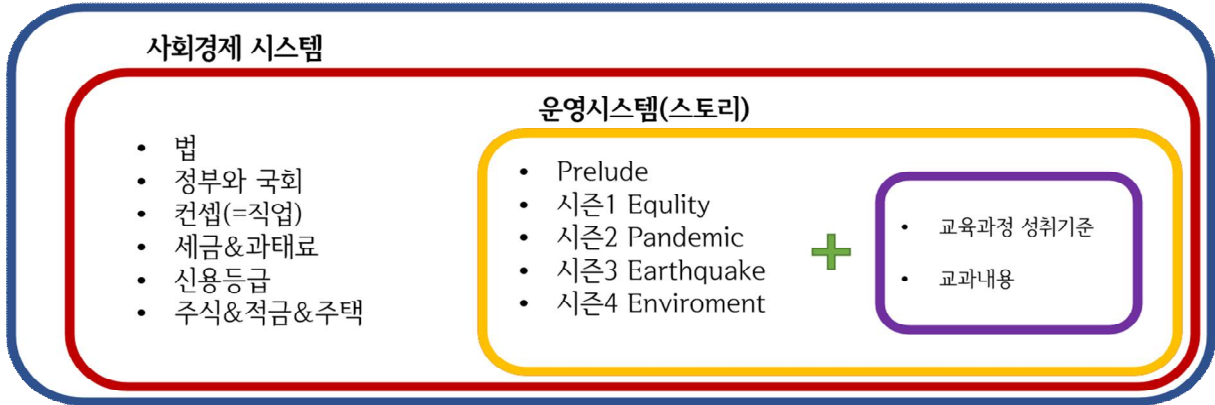 사회경제 시스템
• 법
• 정부와 국회
• 컨셉(=직업)
• 세금&과태료
• 신용등급
• 주식&적금&주택
운영시스템(스토리)
• Prelude
• 시즌1 Equlity
• 시즌2 Pandemic
• 시즌3 Earthquake
• 시즌4 Enviroment
• 교육과정 성취기준
• 교과내용